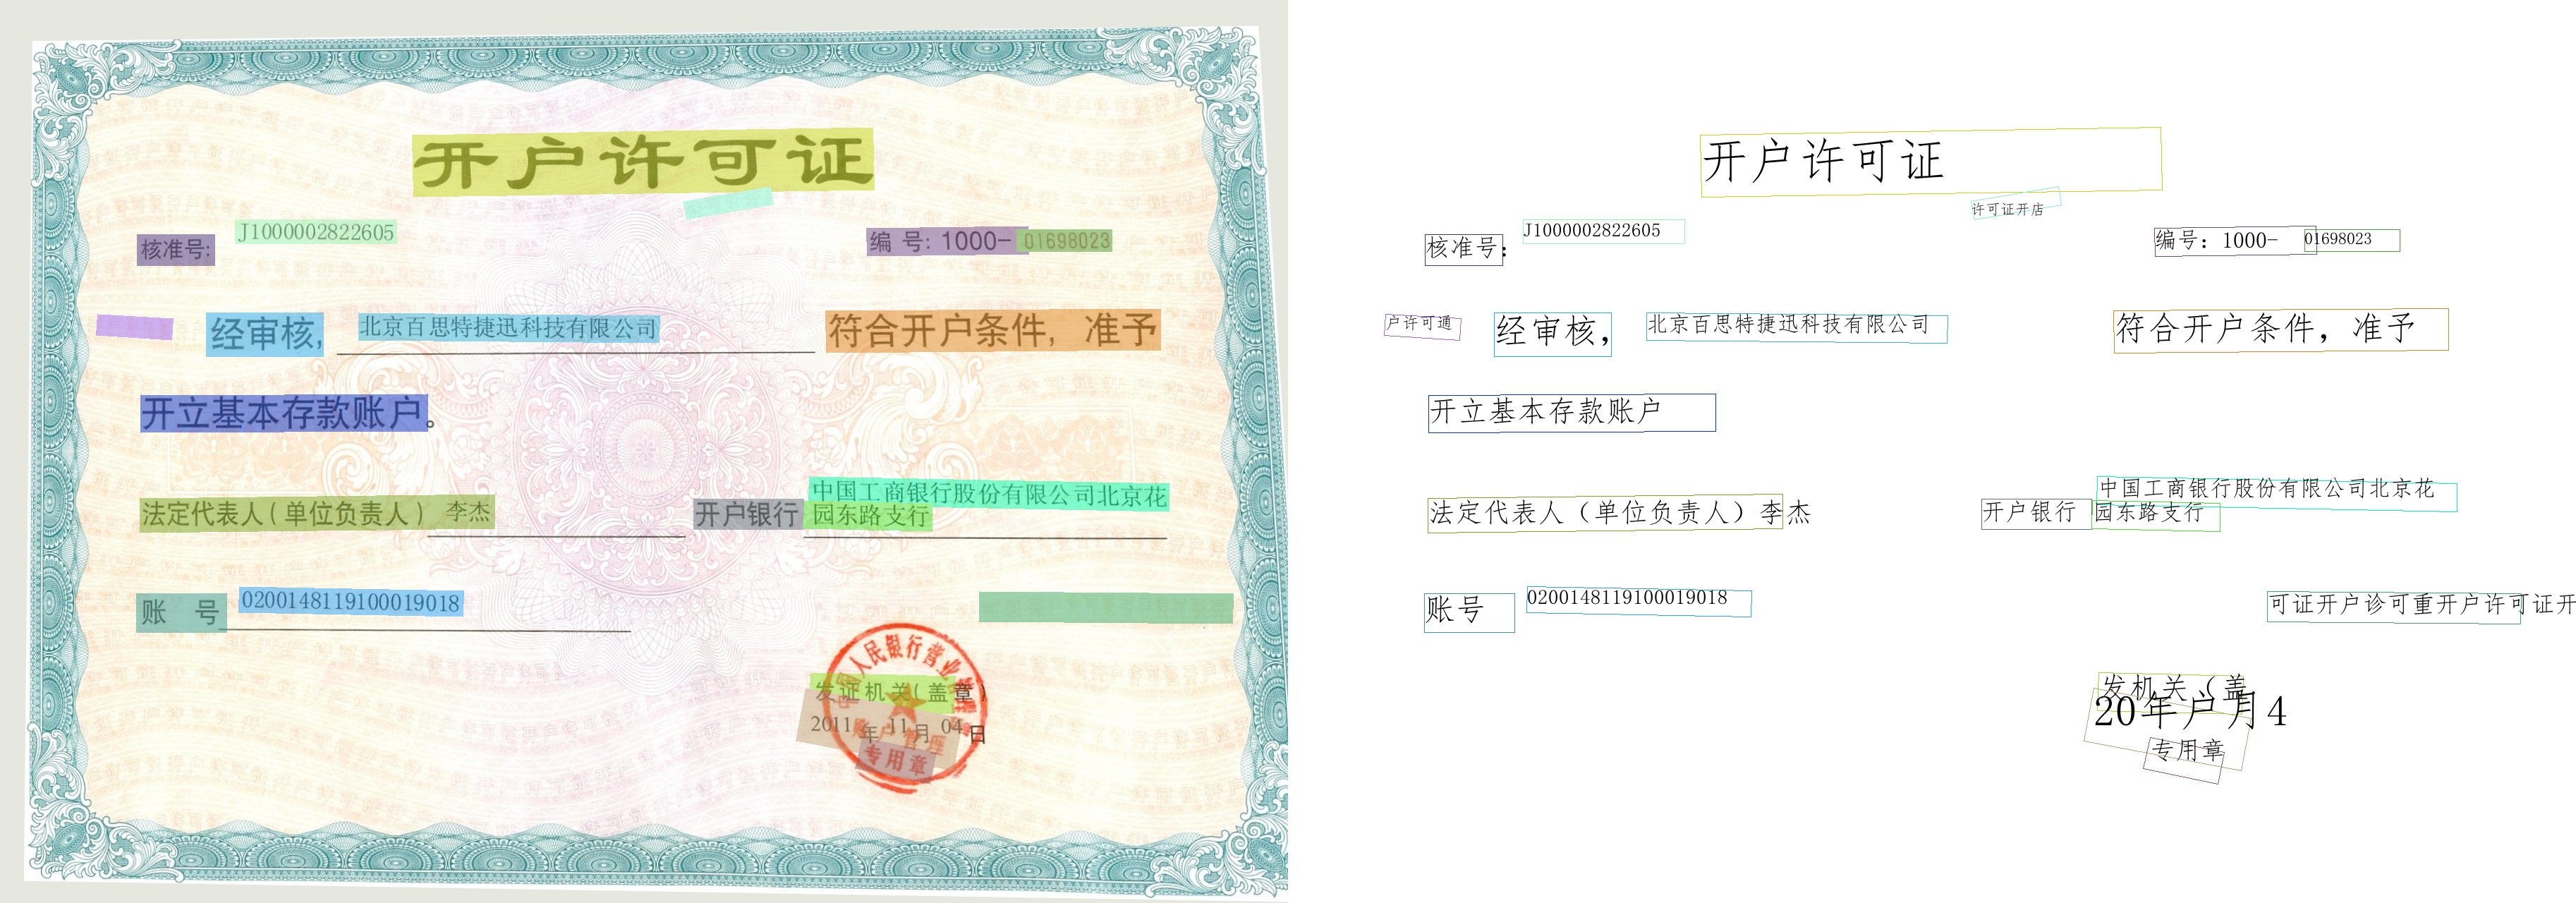 开户许可证
核准号: J1000002822605 编 号: 1000- 01698023
经审核, 北京百思特捷迅科技有限公司 符合开户条件，准予
开立基本存款账户。
法定代表人(单位负责人) 李杰 开户银行 中国工商银行股份有限公司北京花
园东路支行
账 号 0200148119100019018
发证机关(盖章)
2011年11月04日
专用章
开户许可证
许可证开店
核准号: J1000002822605 编号: 1000- 01698023
户许可通 经审核, 北京百思特捷迅科技有限公司 符合开户条件，准予
开立基本存款账户
法定代表人（单位负责人）李杰 开户银行 中国工商银行股份有限公司北京花
园东路支行
账号 0200148119100019018 可证开户诊可重开户许可证开
发机关（盖
20年户月4
专用章